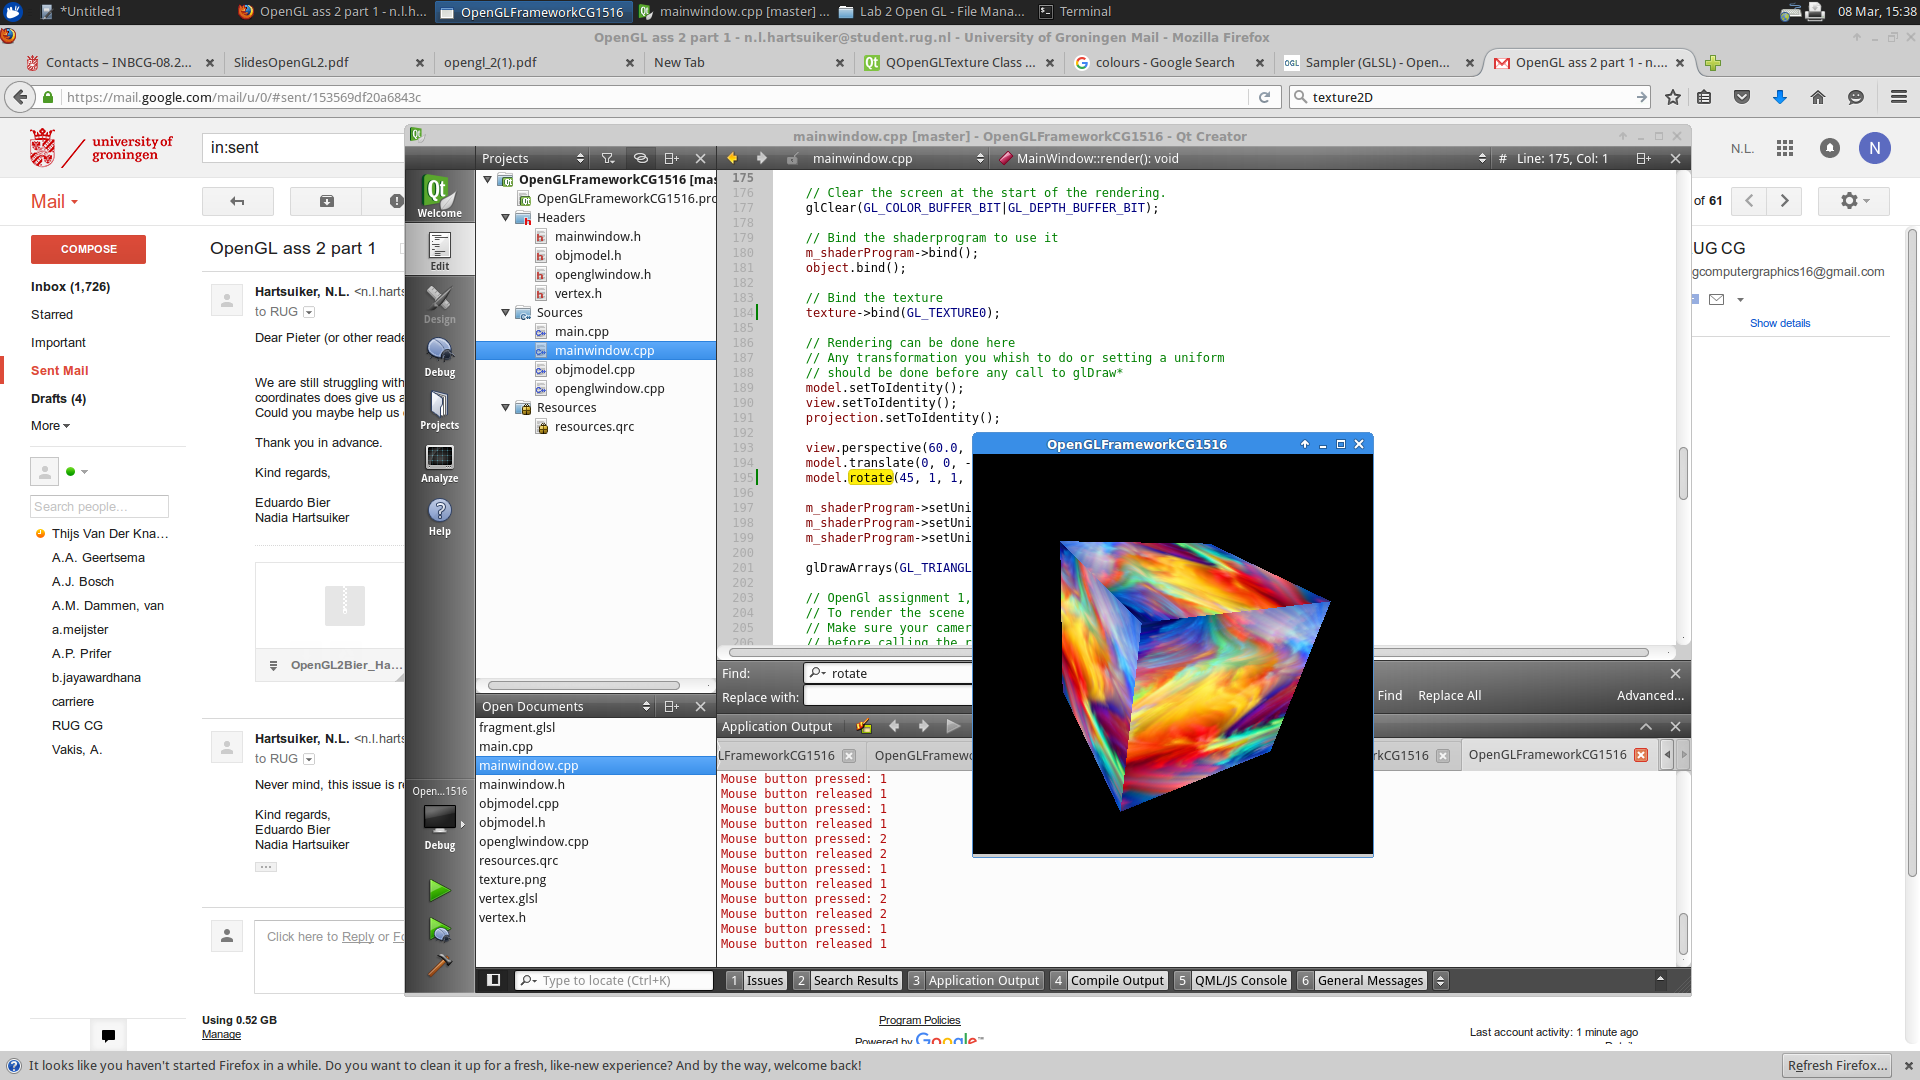 *Untitled1
OpenGL ass 2 part 1 - n.l.h...
OpenGLFrameworkCG1516
mainwindow.cpp [master] ...
Lab 2 Open GL - File Mana...
Terminal
08 Mar, 15:38
OpenGL ass 2 part 1 - n.l.hartsuiker@student.rug.nl - University of Groningen Mail - Mozilla Firefox
Contacts – INBCG-08.2...
SlidesOpenGL2.pdf
opengl_2(1).pdf
New Tab
QOpenGLTexture Class ...
colours - Google Search
Sampler (GLSL) - Open...
OpenGL ass 2 part 1 - n....
https://mail.google.com/mail/u/0/#sent/153569df20a6843c
texture2D
university of
groningen
in:sent
N.L.
N
Mail
of 61
COMPOSE
Inbox (1,726)
Starred
Important
Sent Mail
Drafts (4)
More
Search people...
Thijs Van Der Kna...
A.A. Geertsema
A.J. Bosch
A.M. Dammen, van
a.meijster
A.P. Prifer
b.jayawardhana
carriere
RUG CG
Vakis, A.
OpenGL ass 2 part 1
Hartsuiker, N.L. <n.l.harts
to RUG
Dear Pieter (or other reade
We are still struggling with
coordinates does give us a
Could you maybe help us
Thank you in advance.
Kind regards,
Eduardo Bier
Nadia Hartsuiker
OpenGL2Bier_Ha...
Hartsuiker, N.L. <n.l.harts
to RUG
Never mind, this issue is r
Kind regards,
Eduardo Bier
Nadia Hartsuiker
Click here to Reply or Fo
Using 0.52 GB
Manage
Program Policies
Powered by Google™
Last account activity: 1 minute ago
RUG CG
gcomputergraphics16@gmail.com
Show details
mainwindow.cpp [master] - OpenGLFrameworkCG1516 - Qt Creator
Projects
mainwindow.cpp
MainWindow::render(): void
# Line: 175, Col: 1
Qt
Welcome
Edit
Design
Debug
Projects
Analyze
Help
Open...1516
Debug
OpenGLFrameworkCG1516 [mas
OpenGLFrameworkCG1516.pro
Headers
mainwindow.h
objmodel.h
openglwindow.h
vertex.h
Sources
main.cpp
mainwindow.cpp
objmodel.cpp
openglwindow.cpp
Resources
resources.qrc
Open Documents
fragment.glsl
main.cpp
mainwindow.cpp
mainwindow.h
objmodel.cpp
objmodel.h
openglwindow.cpp
resources.qrc
texture.png
vertex.glsl
vertex.h
175
176 // Clear the screen at the start of the rendering.
177 glClear(GL_COLOR_BUFFER_BIT|GL_DEPTH_BUFFER_BIT);
178
179 // Bind the shaderprogram to use it
180 m_shaderProgram->bind();
181 object.bind();
182
183 // Bind the texture
184 texture->bind(GL_TEXTURE0);
185
186 // Rendering can be done here
187 // Any transformation you whish to do or setting a uniform
188 // should be done before any call to glDraw*
189 model.setToIdentity();
190 view.setToIdentity();
191 projection.setToIdentity();
192
193 view.perspective(60.0,
194 model.translate(0, 0, -
195 model.rotate(45, 1, 1,
196
197 m_shaderProgram->setUni
198 m_shaderProgram->setUni
199 m_shaderProgram->setUni
200
201 glDrawArrays(GL_TRIANGL
202
203 // OpenGl assignment 1,
204 // To render the scene
205 // Make sure your camer
206 // before calling the r
OpenGLFrameworkCG1516
Find:
rotate
Replace with:
Find
Replace All
Advanced...
Application Output
LFrameworkCG1516
OpenGLFramewo
rkCG1516
OpenGLFrameworkCG1516
Mouse button pressed: 1
Mouse button released 1
Mouse button pressed: 1
Mouse button released 1
Mouse button pressed: 2
Mouse button released 2
Mouse button pressed: 1
Mouse button released 1
Mouse button pressed: 2
Mouse button released 2
Mouse button pressed: 1
Mouse button released 1
Type to locate (Ctrl+K)
1 Issues
2 Search Results
3 Application Output
4 Compile Output
5 QML/JS Console
6 General Messages
It looks like you haven't started Firefox in a while. Do you want to clean it up for a fresh, like-new experience? And by the way, welcome back!
Refresh Firefox...